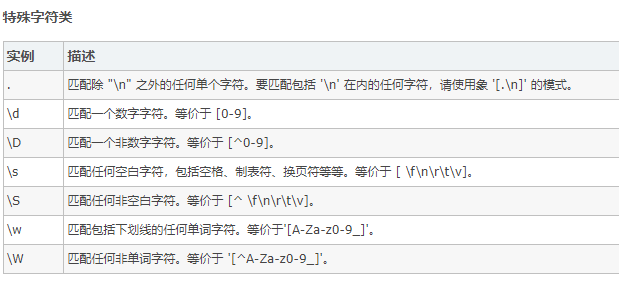 特殊字符类
实例 描述
. 匹配除 "\n" 之外的任何单个字符。要匹配包括 '\n' 在内的任何字符，请使用象 '[.\n]' 的模式。
\d 匹配一个数字字符。等价于 [0-9]。
\D 匹配一个非数字字符。等价于 [^0-9]。
\s 匹配任何空白字符，包括空格、制表符、换页符等等。等价于 [ \f\n\r\t\v]。
\S 匹配任何非空白字符。等价于 [^ \f\n\r\t\v]。
\w 匹配包括下划线的任何单词字符。等价于'[A-Za-z0-9_]'。
\W 匹配任何非单词字符。等价于 '[^A-Za-z0-9_]'。